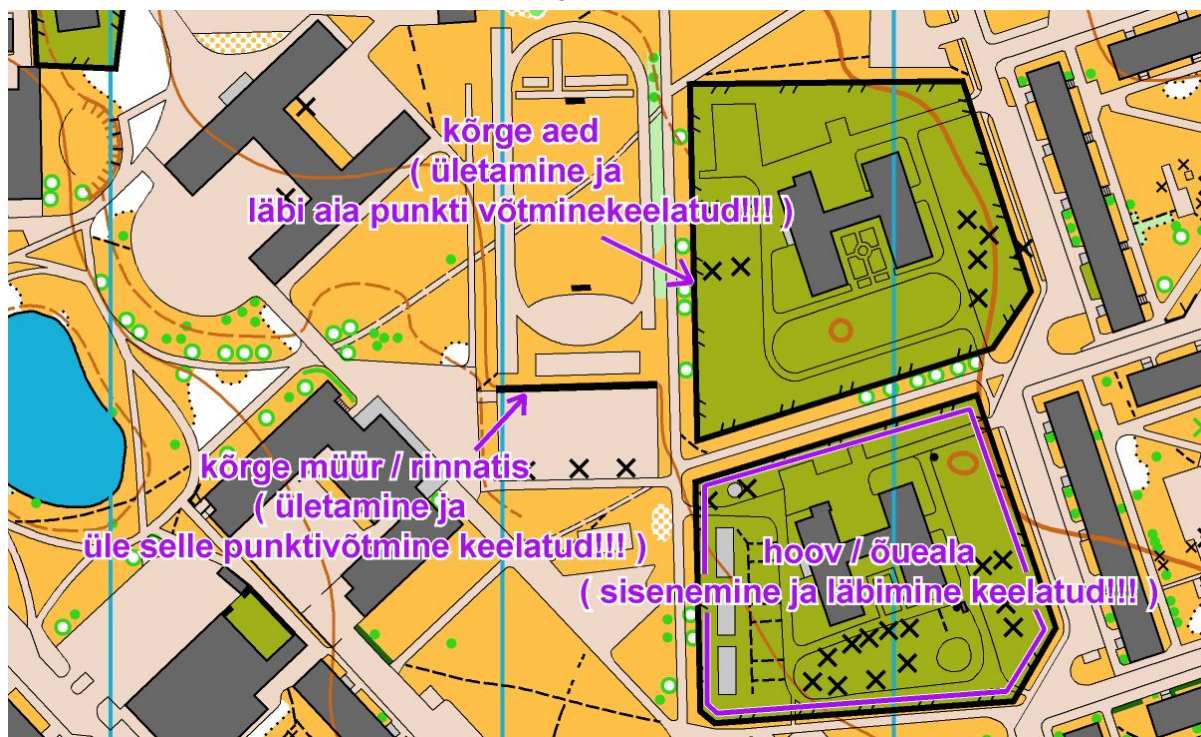 kõrge aed
( ületamine ja
läbi aia punkti võtminekeelatud!!! )
kõrge müür / rinnatis
( ületamine ja
üle selle punktivõtmine keelatud!!! )
hoov / õueala
( sisenemine ja läbimine keelatud!!! )